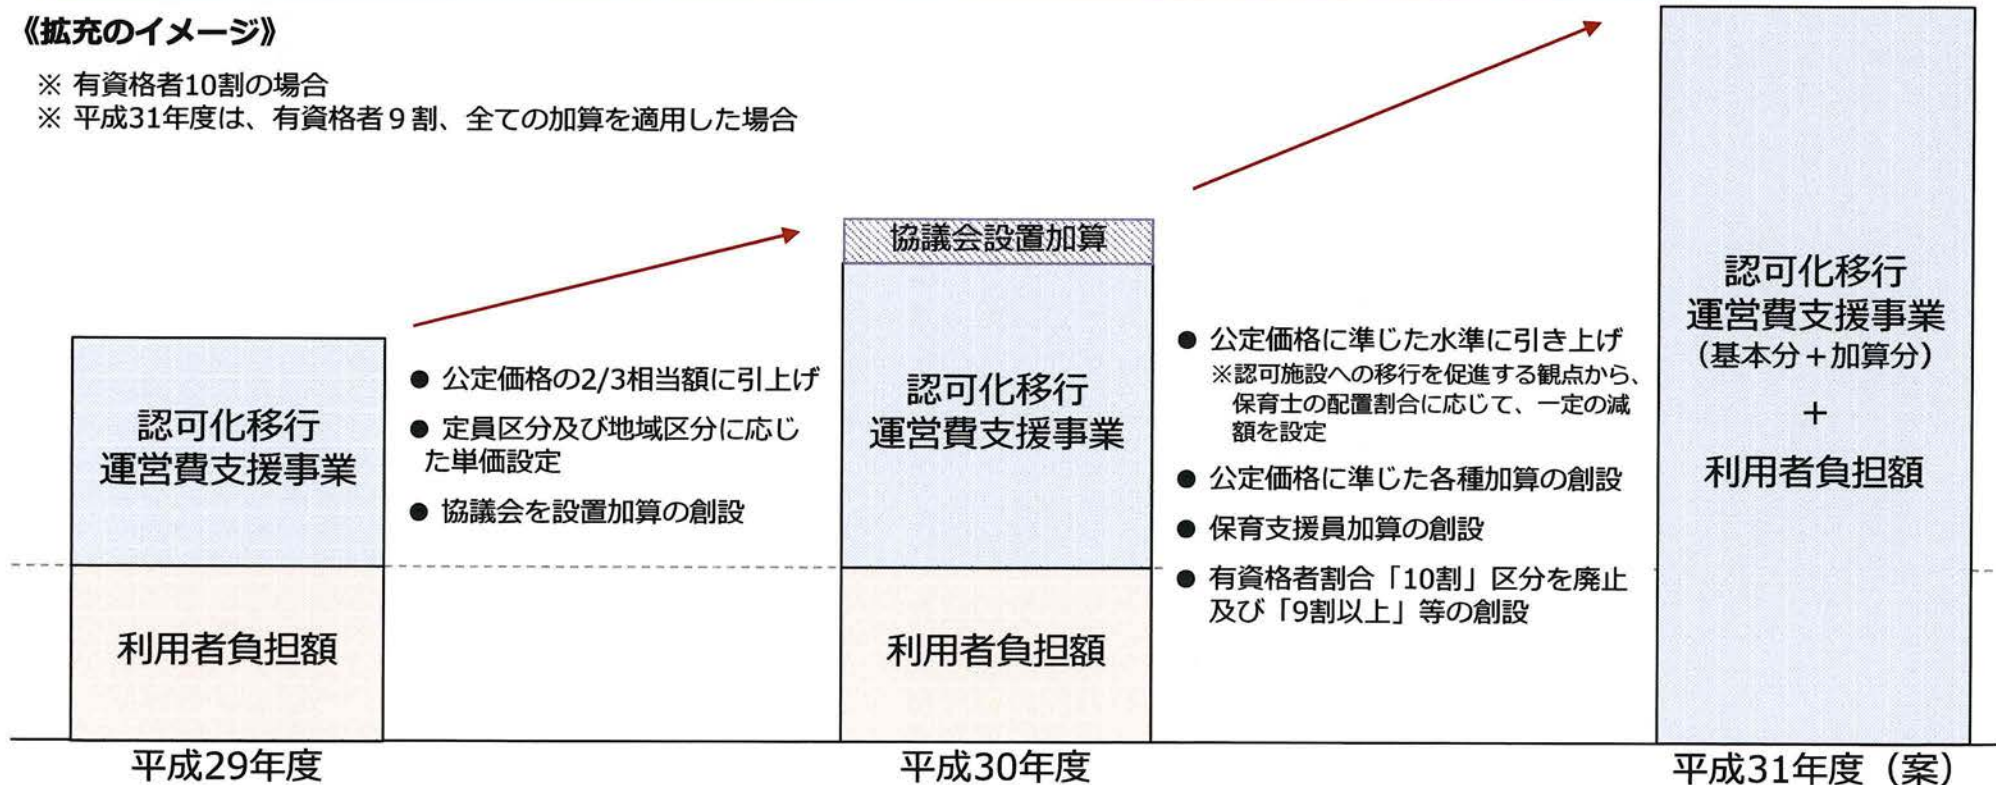 《拡充のイメージ》
※ 有資格者10割の場合
※ 平成31年度は、有資格者９割、全ての加算を適用した場合
認可化移行
運営費支援事業
利用者負担額
平成29年度
● 公定価格の2/3相当額に引上げ
● 定員区分及び地域区分に応じ
た単価設定
● 協議会を設置加算の創設
協議会設置加算
認可化移行
運営費支援事業
利用者負担額
平成30年度
● 公定価格に準じた水準に引き上げ
※認可施設への移行を促進する観点から、
保育士の配置割合に応じて、一定の減
額を設定
● 公定価格に準じた各種加算の創設
● 保育支援員加算の創設
● 有資格者割合「10割」区分を廃止
及び「9割以上」等の創設
認可化移行
運営費支援事業
（基本分＋加算分）
＋
利用者負担額
平成31年度（案）